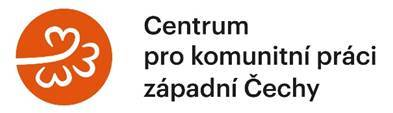 Centrum
pro komunitní práci
západní Čechy